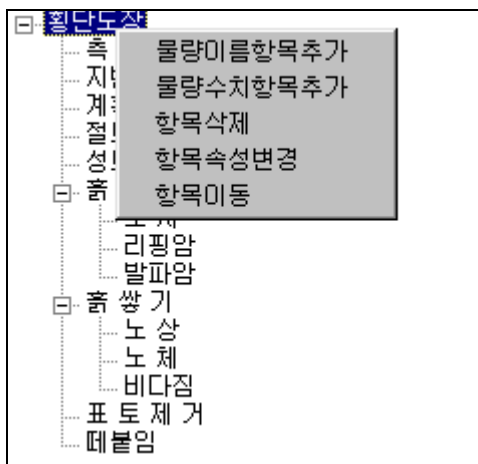 횡단도장
물량이름항목추가
측
물량수치항목추가
항목삭제
항목속성변경
흙
항목이동
리핑암
발파암
흙 쌓 기
노 상
노 체
비다짐
표 토 제 거
떼붙임